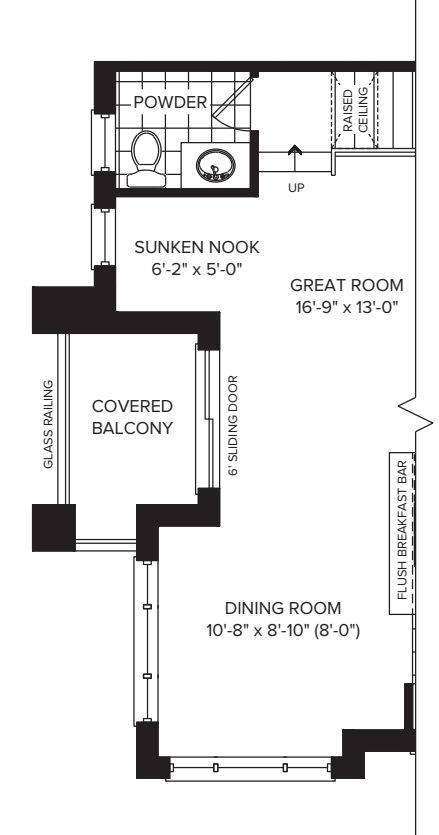 POWDER
RAISED
CEILING
UP
SUNKEN NOOK
6'-2" x 5'-0"
GREAT ROOM
16'-9" x 13'-0"
GLASS RAILING
COVERED
BALCONY
6' SLIDING DOOR
FLUSH BREAKFAST BAR
DINING ROOM
10'-8" x 8'-10" (8'-0")